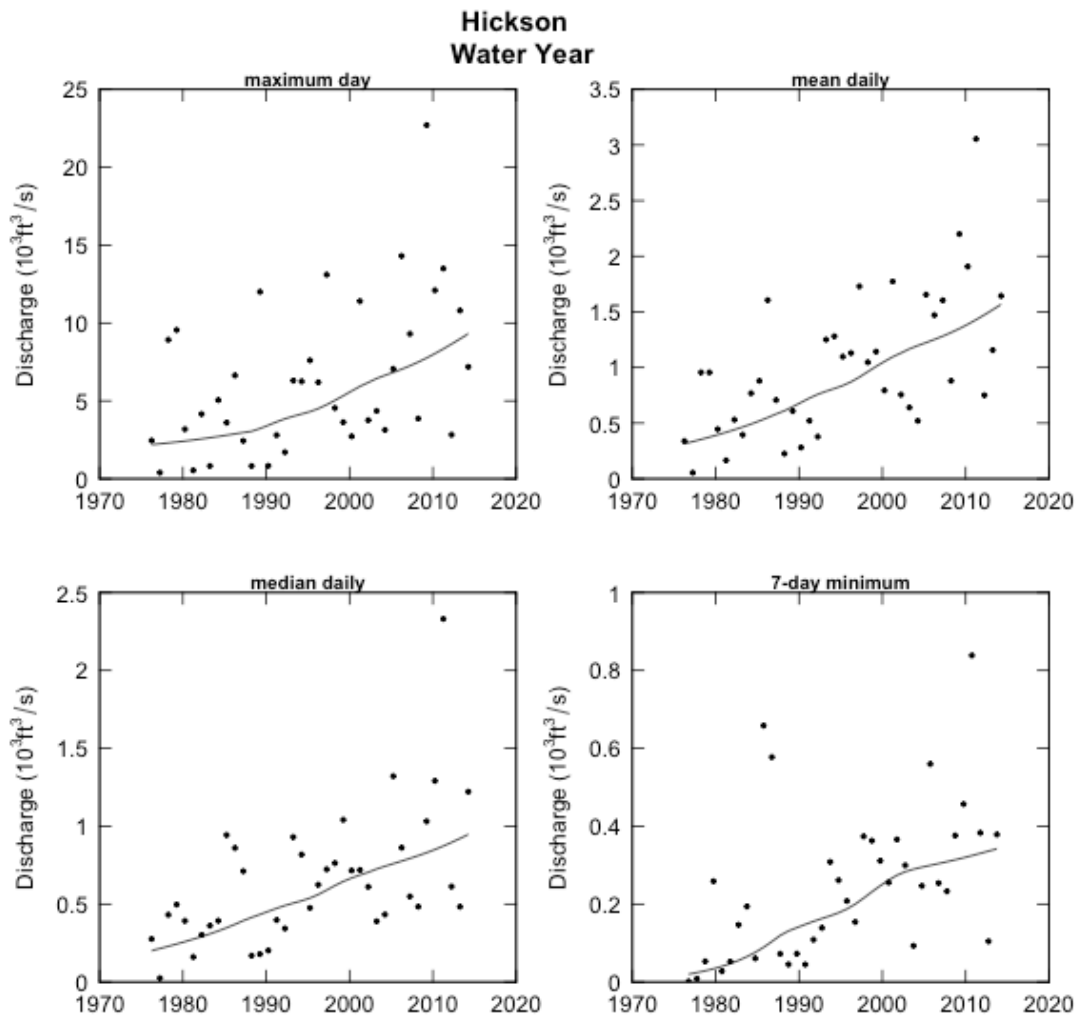 Hickson
Water Year
maximum day
25
20
15
10
5
0
1970 1980 1990 2000 2010 2020
Discharge (10³ft³/s)
mean daily
3.5
3
2.5
2
1.5
1
0.5
0
1970 1980 1990 2000 2010 2020
Discharge (10³ft³/s)
median daily
2.5
2
1.5
1
0.5
0
1970 1980 1990 2000 2010 2020
Discharge (10³ft³/s)
7-day minimum
1
0.8
0.6
0.4
0.2
0
1970 1980 1990 2000 2010 2020
Discharge (10³ft³/s)